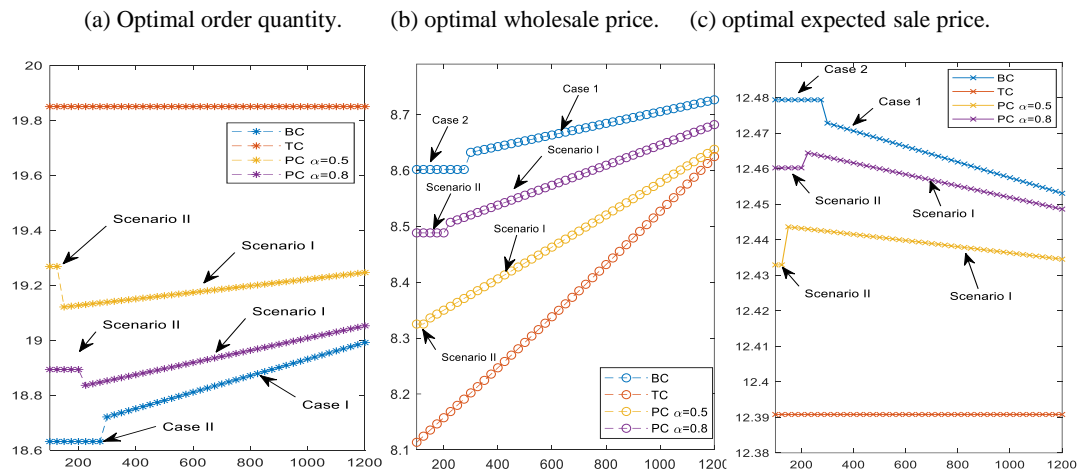 (a) Optimal order quantity.
(b) optimal wholesale price.
(c) optimal expected sale price.
20
19.8
19.6
19.4
19.2
19
18.8
18.6
200
400
600
800
1000
1200
BC
TC
PC α=0.5
PC α=0.8
Scenario II
Scenario I
Scenario II
Scenario I
Case I
Case II
8.7
8.6
8.5
8.4
8.3
8.2
8.1
200
400
600
800
1000
1200
Case 1
Case 2
Scenario I
Scenario II
Scenario I
Scenario II
BC
TC
PC α=0.5
PC α=0.8
12.48
12.47
12.46
12.45
12.44
12.43
12.42
12.41
12.4
12.39
12.38
200
400
600
800
1000
1200
Case 2
Case 1
BC
TC
PC α=0.5
PC α=0.8
Scenario II
Scenario I
Scenario II
Scenario I